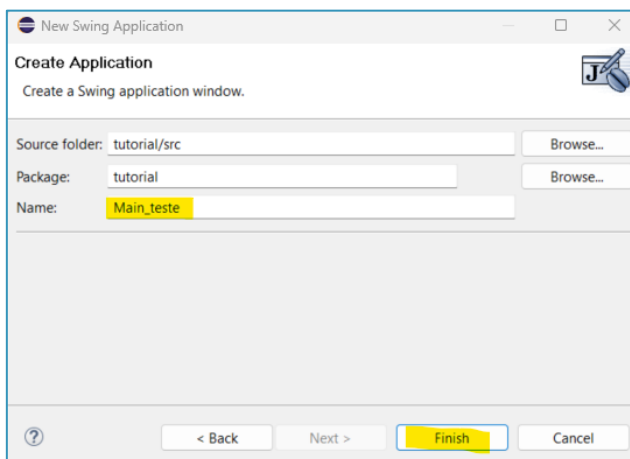 New Swing Application
Create Application
Create a Swing application window.
Source folder: tutorial/src Browse...
Package: tutorial Browse...
Name: Main_teste
? < Back Next > Finish Cancel